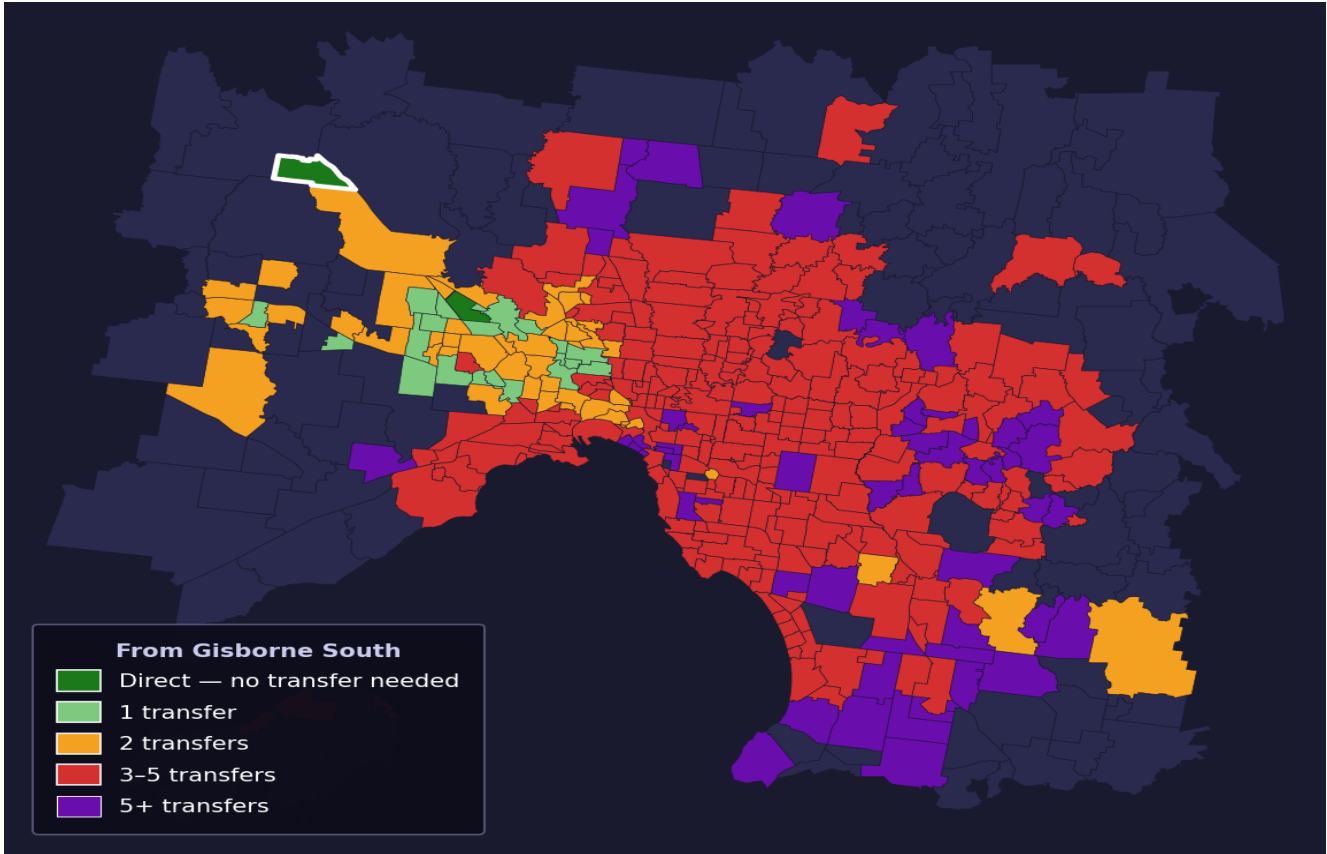 From Gisborne South
Direct — no transfer needed
1 transfer
2 transfers
3–5 transfers
5+ transfers